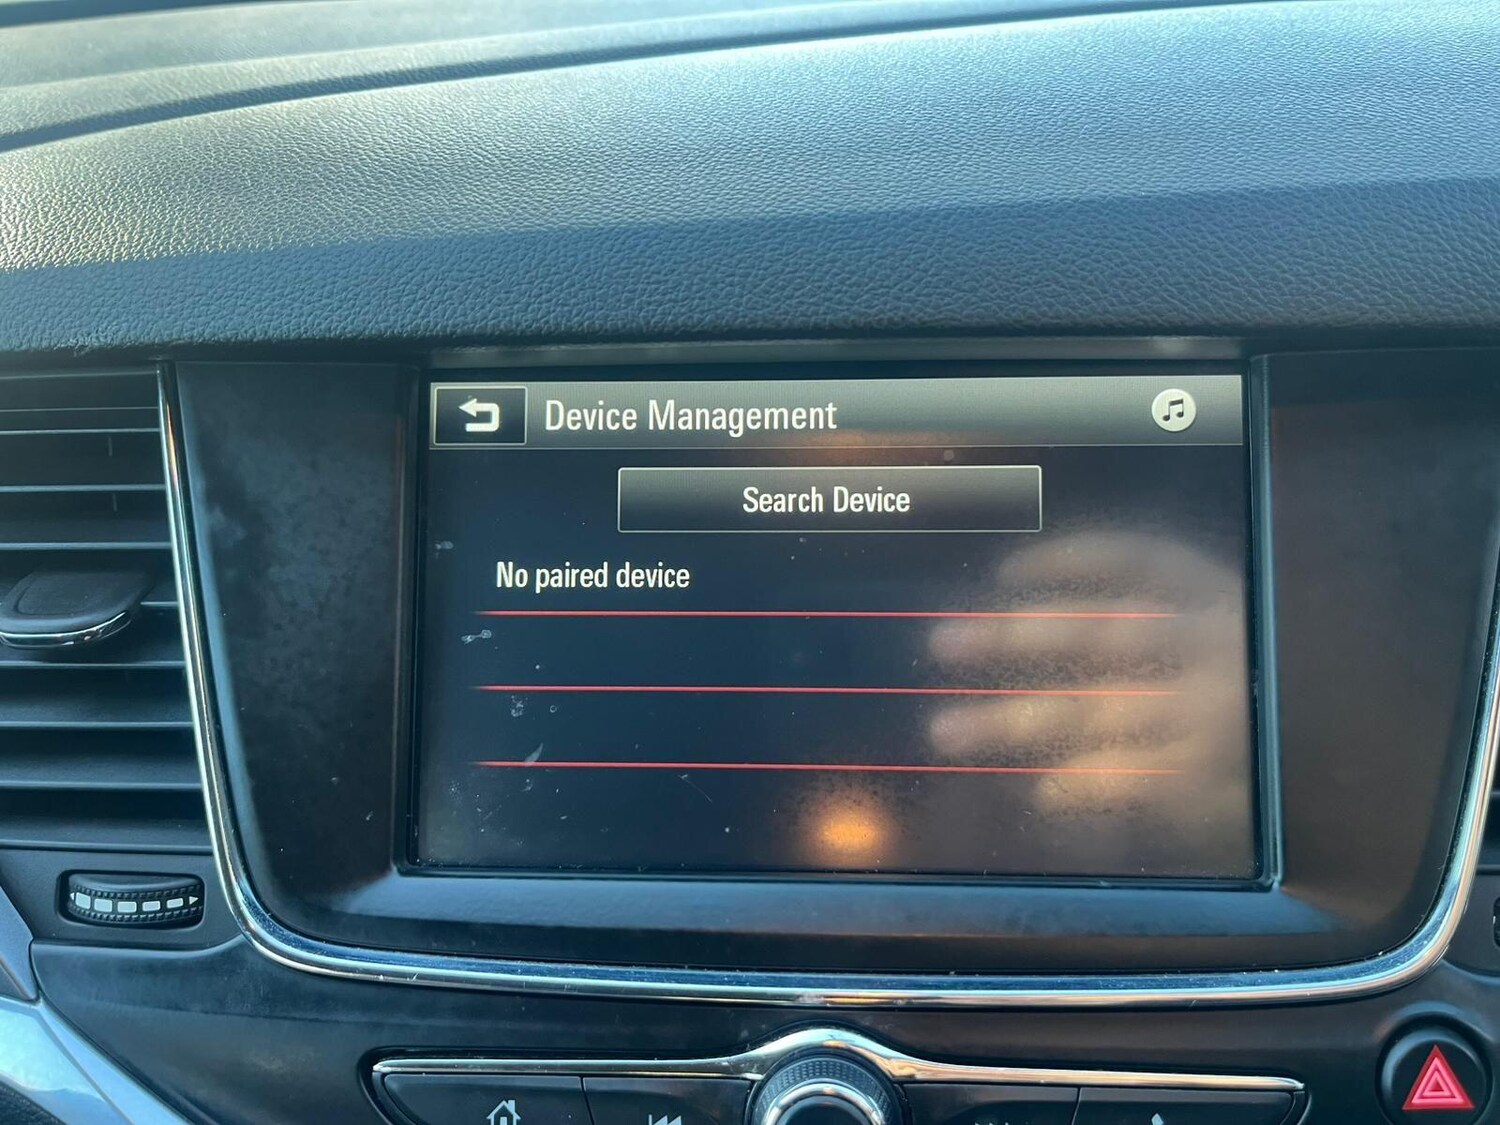 Device Management
Search Device
No paired device